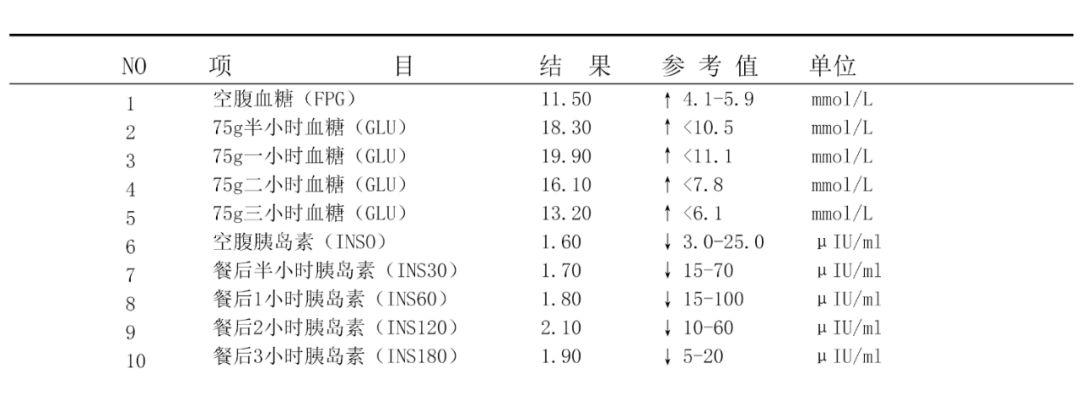 NO 项 目 结 果 参 考 值 单位
1 空腹血糖（FPG） 11.50 ↑ 4.1-5.9 mmol/L
2 75g半小时血糖（GLU） 18.30 ↑ <10.5 mmol/L
3 75g一小时血糖（GLU） 19.90 ↑ <11.1 mmol/L
4 75g二小时血糖（GLU） 16.10 ↑ <7.8 mmol/L
5 75g三小时血糖（GLU） 13.20 ↑ <6.1 mmol/L
6 空腹胰岛素（INSO） 1.60 ↓ 3.0-25.0 μIU/ml
7 餐后半小时胰岛素（INS30） 1.70 ↓ 15-70 μIU/ml
8 餐后1小时胰岛素（INS60） 1.80 ↓ 15-100 μIU/ml
9 餐后2小时胰岛素（INS120） 2.10 ↓ 10-60 μIU/ml
10 餐后3小时胰岛素（INS180） 1.90 ↓ 5-20 μIU/ml